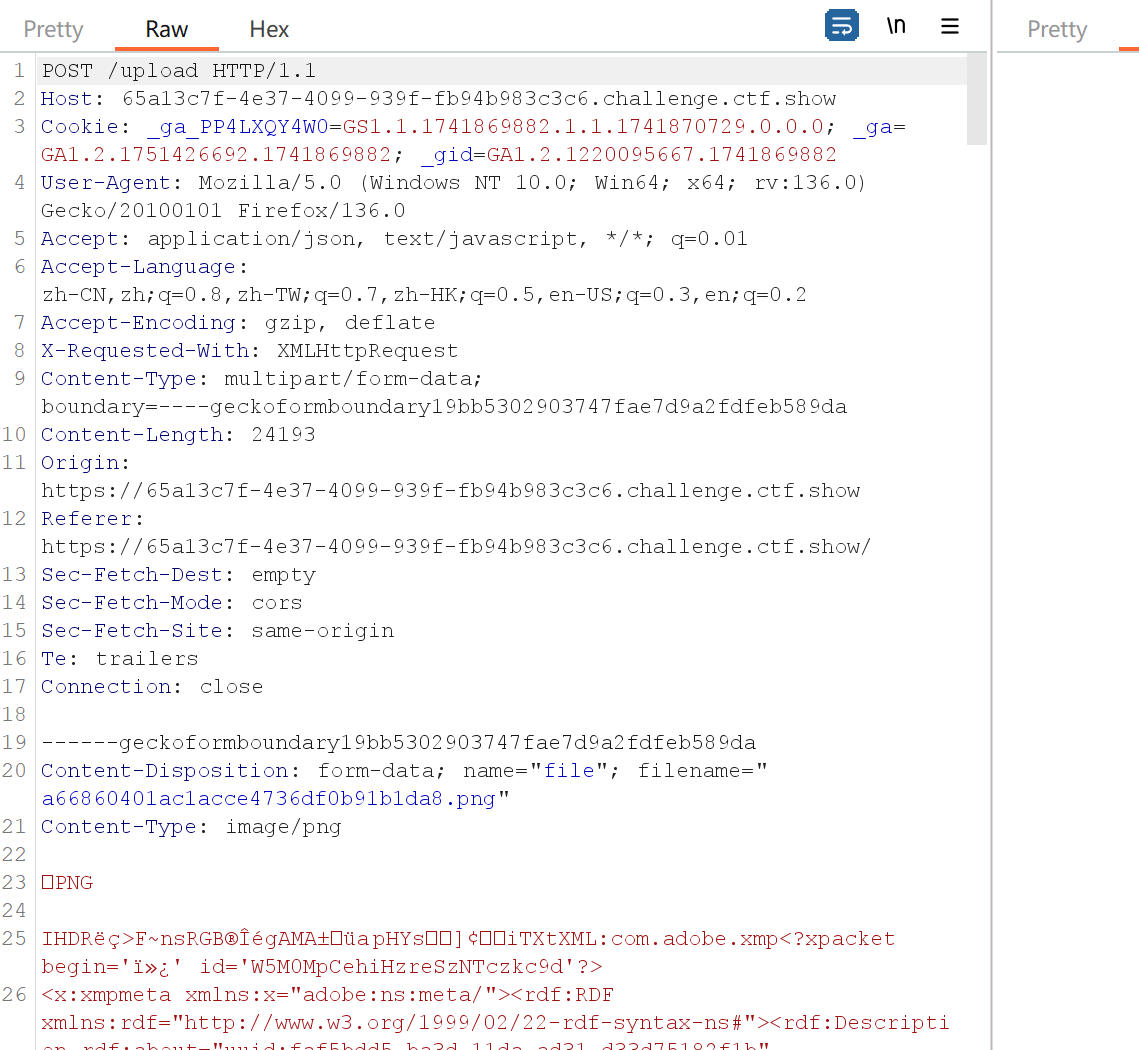 Pretty Raw Hex \n Pretty
1 POST /upload HTTP/1.1
2 Host: 65a13c7f-4e37-4099-939f-fb94b983c3c6.challenge.ctf.show
3 Cookie: _ga_PP4LXQY4W0=GS1.1.1741869882.1.1.1741870729.0.0.0; _ga=
GA1.2.1751426692.1741869882; _gid=GA1.2.1220095667.1741869882
4 User-Agent: Mozilla/5.0 (Windows NT 10.0; Win64; x64; rv:136.0)
Gecko/20100101 Firefox/136.0
5 Accept: application/json, text/javascript, */*; q=0.01
6 Accept-Language:
zh-CN,zh;q=0.8,zh-TW;q=0.7,zh-HK;q=0.5,en-US;q=0.3,en;q=0.2
7 Accept-Encoding: gzip, deflate
8 X-Requested-With: XMLHttpRequest
9 Content-Type: multipart/form-data;
boundary=----geckoformboundary19bb5302903747fae7d9a2fdfeb589da
10 Content-Length: 24193
11 Origin:
https://65a13c7f-4e37-4099-939f-fb94b983c3c6.challenge.ctf.show
12 Referer:
https://65a13c7f-4e37-4099-939f-fb94b983c3c6.challenge.ctf.show/
13 Sec-Fetch-Dest: empty
14 Sec-Fetch-Mode: cors
15 Sec-Fetch-Site: same-origin
16 Te: trailers
17 Connection: close
18
19 ------geckoformboundary19bb5302903747fae7d9a2fdfeb589da
20 Content-Disposition: form-data; name="file"; filename="
a66860401ac1acce4736df0b91b1da8.png"
21 Content-Type: image/png
22
23 □PNG
24
25 IHDRëç>F~nsRGB®ÎégAMA±□üapHYs□□]¢□□iTXtXML:com.adobe.xmp<?xpacket
begin='ï»¿' id='W5M0MpCehiHzreSzNTczkc9d'?>
26 <x:xmpmeta xmlns:x="adobe:ns:meta/"><rdf:RDF
xmlns:rdf="http://www.w3.org/1999/02/22-rdf-syntax-ns#"><rdf:Descripti
on rdf:about="uuid:faf5bdd5-ba3d-11da-ad31-d33d75182f1b"